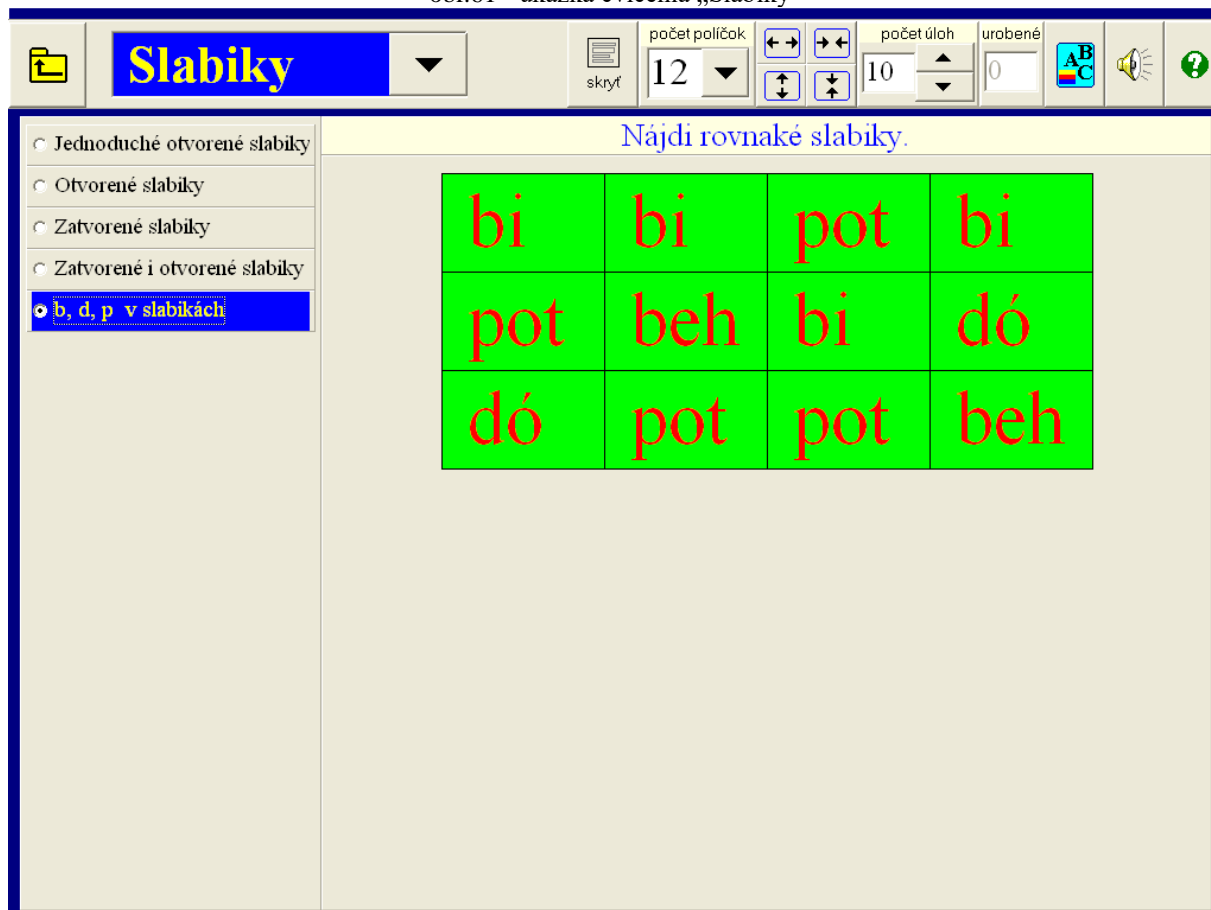 Slabiky
skryť
počet políčok
12
počet úloh
10
urobené
0
AB
C
Jednoduché otvorené slabiky
Otvorené slabiky
Zatvorené slabiky
Zatvorené i otvorené slabiky
b, d, p v slabikách
Nájdi rovnaké slabiky.
bi bi pot bi
pot beh bi dó
dó pot pot beh